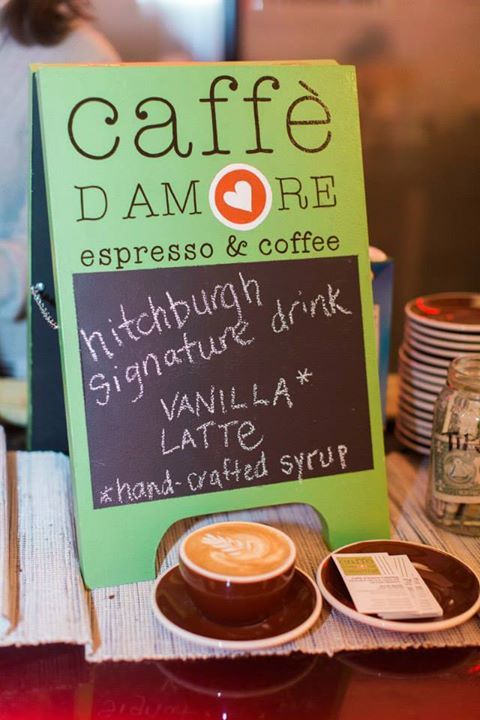 caffè
D AMORE
espresso & coffee
hitchburgh
signature drink
VANILLA*
LATTe
*hand-crafted syrup